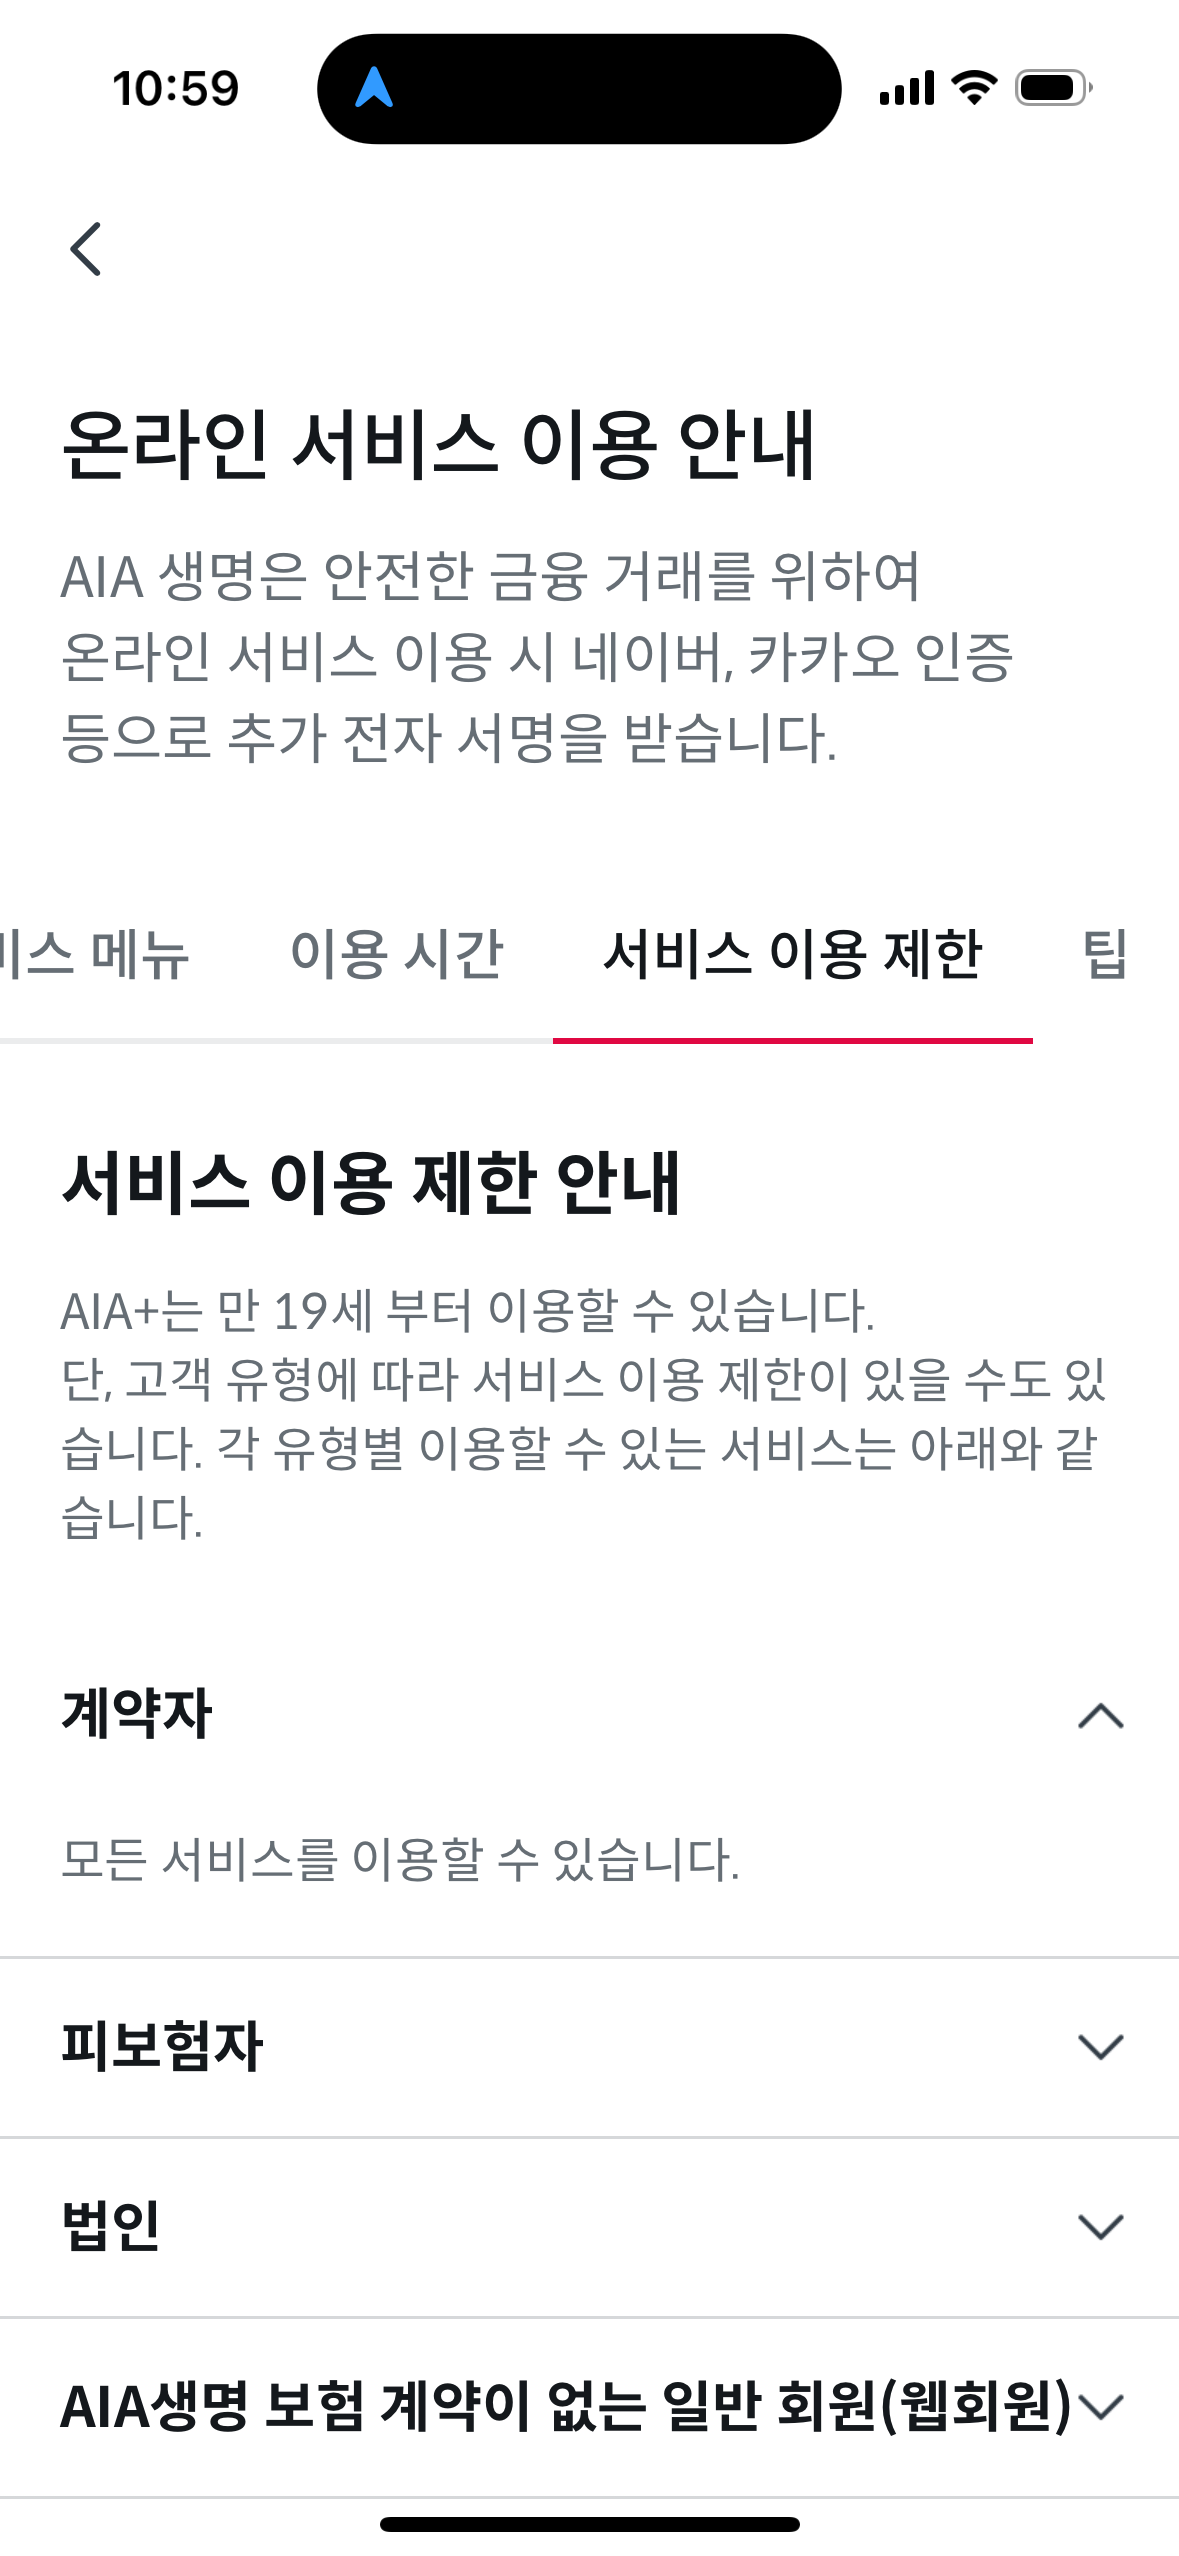 10:59
온라인 서비스 이용 안내
AIA 생명은 안전한 금융 거래를 위하여
온라인 서비스 이용 시 네이버, 카카오 인증
등으로 추가 전자 서명을 받습니다.
비스 메뉴 이용 시간 서비스 이용 제한 팁
서비스 이용 제한 안내
AIA+는 만 19세 부터 이용할 수 있습니다.
단, 고객 유형에 따라 서비스 이용 제한이 있을 수도 있
습니다. 각 유형별 이용할 수 있는 서비스는 아래와 같
습니다.
계약자
모든 서비스를 이용할 수 있습니다.
피보험자
법인
AIA생명 보험 계약이 없는 일반 회원(웹회원)